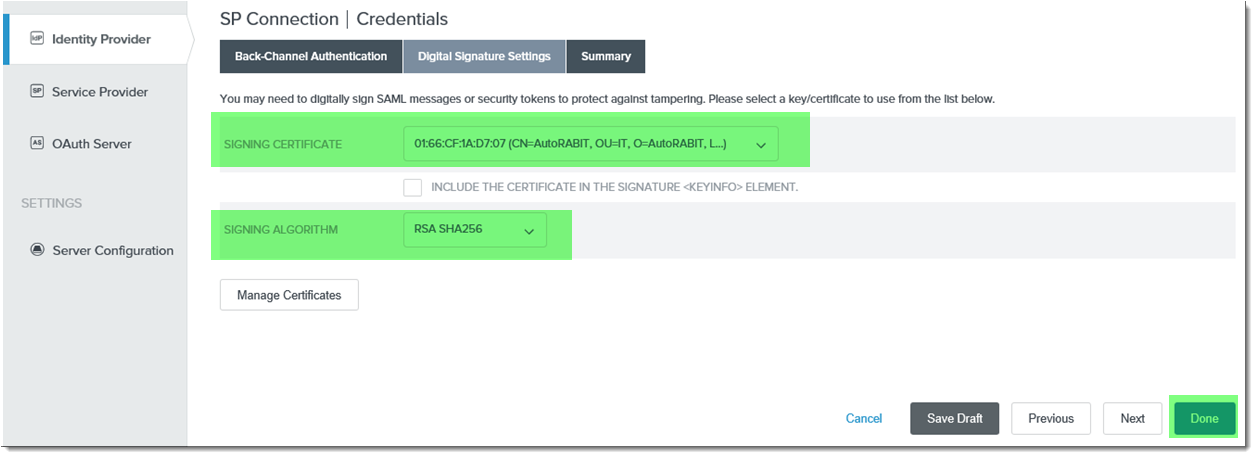 SP Connection | Credentials
IdP Identity Provider
Back-Channel Authentication Digital Signature Settings Summary
SP Service Provider
You may need to digitally sign SAML messages or security tokens to protect against tampering. Please select a key/certificate to use from the list below.
AS OAuth Server
SIGNING CERTIFICATE 01:66:CF:1A:D7:07 (CN=AutoRABIT, OU=IT, O=AutoRABIT, L...)
INCLUDE THE CERTIFICATE IN THE SIGNATURE <KEYINFO> ELEMENT.
SETTINGS
SIGNING ALGORITHM RSA SHA256
Server Configuration
Manage Certificates
Cancel Save Draft Previous Next Done